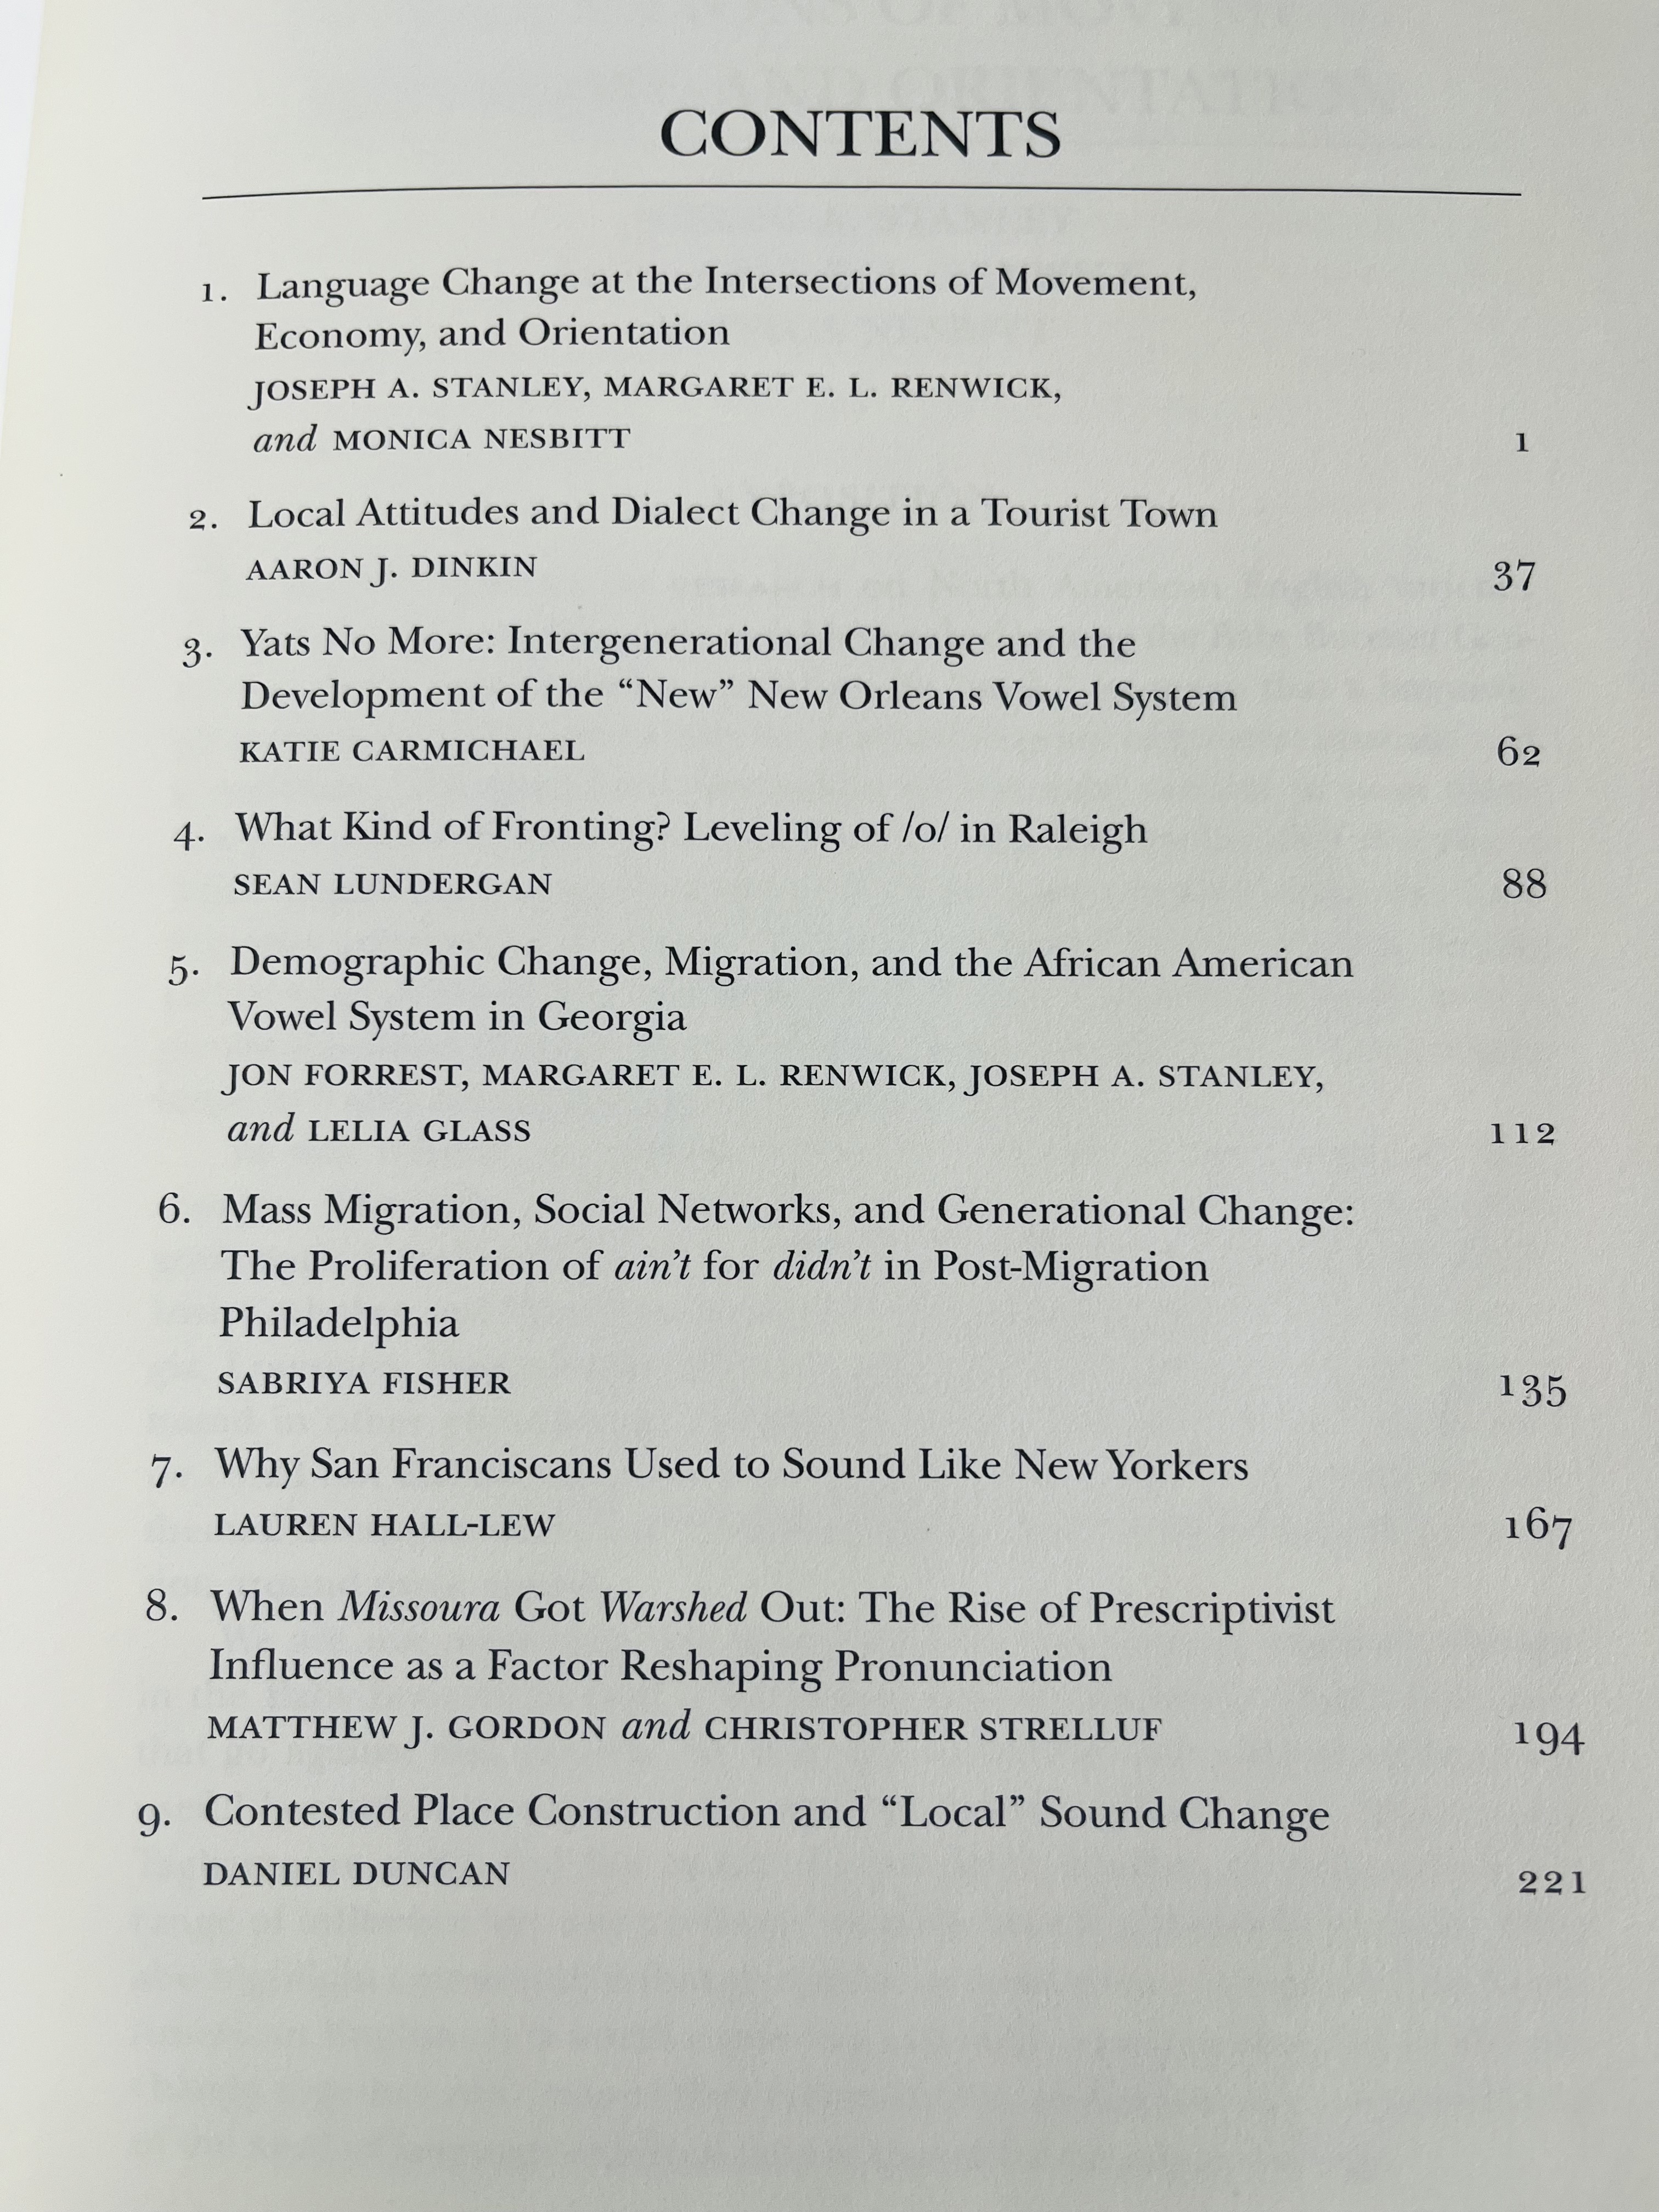 CONTENTS
1. Language Change at the Intersections of Movement,
Economy, and Orientation
JOSEPH A. STANLEY, MARGARET E. L. RENWICK,
and MONICA NESBITT 1
2. Local Attitudes and Dialect Change in a Tourist Town
AARON J. DINKIN 37
3. Yats No More: Intergenerational Change and the
Development of the “New” New Orleans Vowel System
KATIE CARMICHAEL 62
4. What Kind of Fronting? Leveling of /o/ in Raleigh
SEAN LUNDERGAN 88
5. Demographic Change, Migration, and the African American
Vowel System in Georgia
JON FORREST, MARGARET E. L. RENWICK, JOSEPH A. STANLEY,
and LELIA GLASS 112
6. Mass Migration, Social Networks, and Generational Change:
The Proliferation of ain’t for didn’t in Post-Migration
Philadelphia
SABRIYA FISHER 135
7. Why San Franciscans Used to Sound Like New Yorkers
LAUREN HALL-LEW 167
8. When Missoura Got Warshed Out: The Rise of Prescriptivist
Influence as a Factor Reshaping Pronunciation
MATTHEW J. GORDON and CHRISTOPHER STRELLUF 194
9. Contested Place Construction and “Local” Sound Change
DANIEL DUNCAN 221